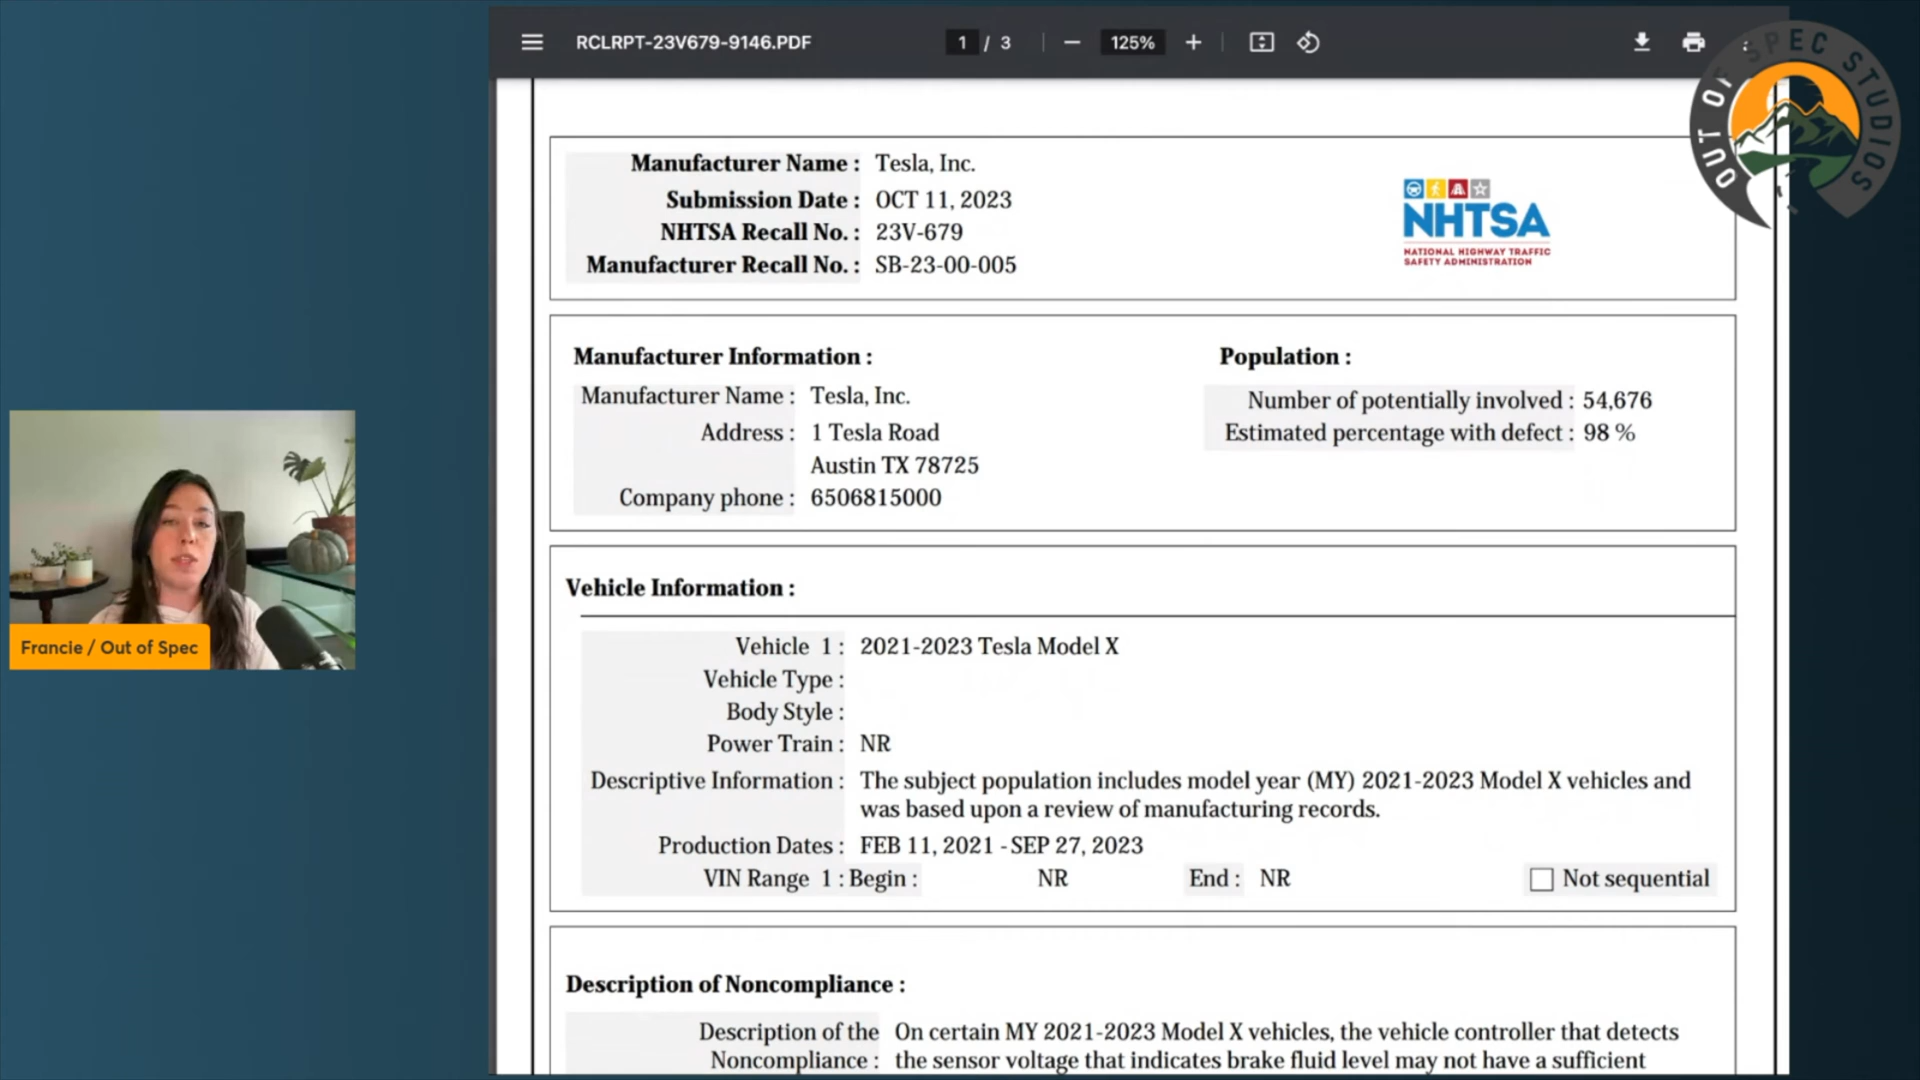 RCLRPT-23V679-9146.PDF
1 / 3
125%
OUT OF SPEC STUDIOS
Manufacturer Name : Tesla, Inc.
Submission Date : OCT 11, 2023
NHTSA Recall No. : 23V-679
Manufacturer Recall No. : SB-23-00-005
NHTSA
NATIONAL HIGHWAY TRAFFIC
SAFETY ADMINISTRATION
Manufacturer Information :
Manufacturer Name : Tesla, Inc.
Address : 1 Tesla Road
Austin TX 78725
Company phone : 6506815000
Population :
Number of potentially involved : 54,676
Estimated percentage with defect : 98 %
Vehicle Information :
Vehicle 1 : 2021-2023 Tesla Model X
Vehicle Type :
Body Style :
Power Train : NR
Descriptive Information : The subject population includes model year (MY) 2021-2023 Model X vehicles and
was based upon a review of manufacturing records.
Production Dates : FEB 11, 2021 - SEP 27, 2023
VIN Range 1 : Begin : NR End : NR Not sequential
Description of Noncompliance :
Description of the On certain MY 2021-2023 Model X vehicles, the vehicle controller that detects
Noncompliance : the sensor voltage that indicates brake fluid level may not have a sufficient
Francie / Out of Spec